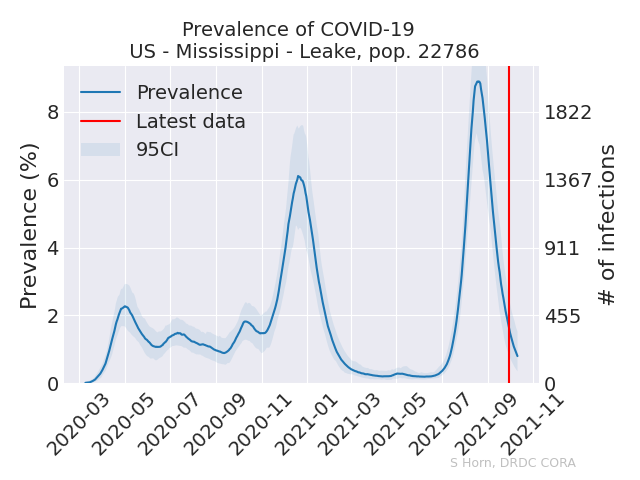 Prevalence of COVID-19
US - Mississippi - Leake, pop. 22786
Prevalence
Latest data
95CI
Prevalence (%)
8
6
4
2
0
# of infections
1822
1367
911
455
0
2020-03
2020-05
2020-07
2020-09
2020-11
2021-01
2021-03
2021-05
2021-07
2021-09
2021-11
S Horn, DRDC CORA